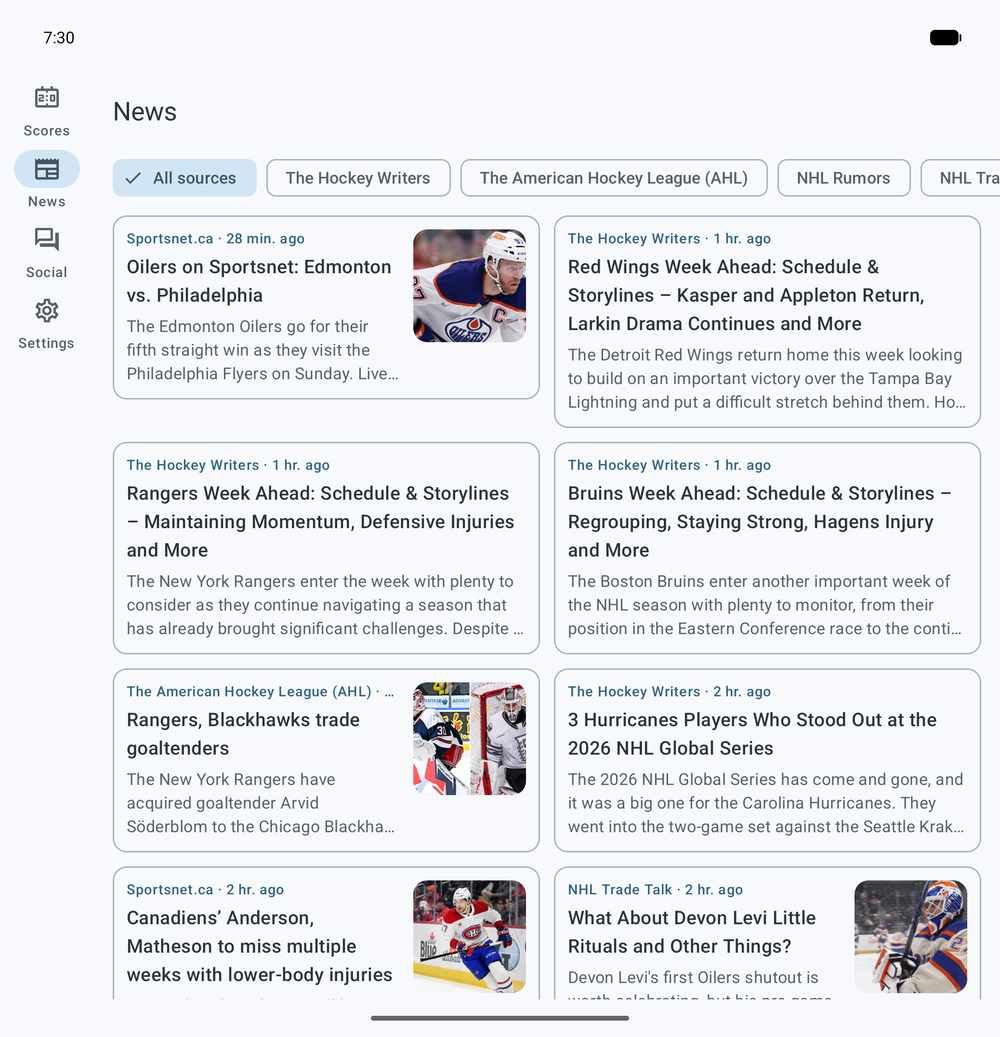 7:30
Scores
News
Social
Settings
News
All sources
The Hockey Writers
The American Hockey League (AHL)
NHL Rumors
NHL Tra
Sportsnet.ca · 28 min. ago
Oilers on Sportsnet: Edmonton
vs. Philadelphia
The Edmonton Oilers go for their
fifth straight win as they visit the
Philadelphia Flyers on Sunday. Live…
The Hockey Writers · 1 hr. ago
Red Wings Week Ahead: Schedule &
Storylines – Kasper and Appleton Return,
Larkin Drama Continues and More
The Detroit Red Wings return home this week looking
to build on an important victory over the Tampa Bay
Lightning and put a difficult stretch behind them. Ho…
The Hockey Writers · 1 hr. ago
Rangers Week Ahead: Schedule & Storylines
– Maintaining Momentum, Defensive Injuries
and More
The New York Rangers enter the week with plenty to
consider as they continue navigating a season that
has already brought significant challenges. Despite …
The Hockey Writers · 1 hr. ago
Bruins Week Ahead: Schedule & Storylines –
Regrouping, Staying Strong, Hagens Injury
and More
The Boston Bruins enter another important week of
the NHL season with plenty to monitor, from their
position in the Eastern Conference race to the conti…
The American Hockey League (AHL) · …
Rangers, Blackhawks trade
goaltenders
The New York Rangers have
acquired goaltender Arvid
Söderblom to the Chicago Blackha…
The Hockey Writers · 2 hr. ago
3 Hurricanes Players Who Stood Out at the
2026 NHL Global Series
The 2026 NHL Global Series has come and gone, and
it was a big one for the Carolina Hurricanes. They
went into the two-game set against the Seattle Krak…
Sportsnet.ca · 2 hr. ago
Canadiens’ Anderson,
Matheson to miss multiple
weeks with lower-body injuries
NHL Trade Talk · 2 hr. ago
What About Devon Levi Little
Rituals and Other Things?
Devon Levi's first Oilers shutout is
worth celebrating, but his pre-game